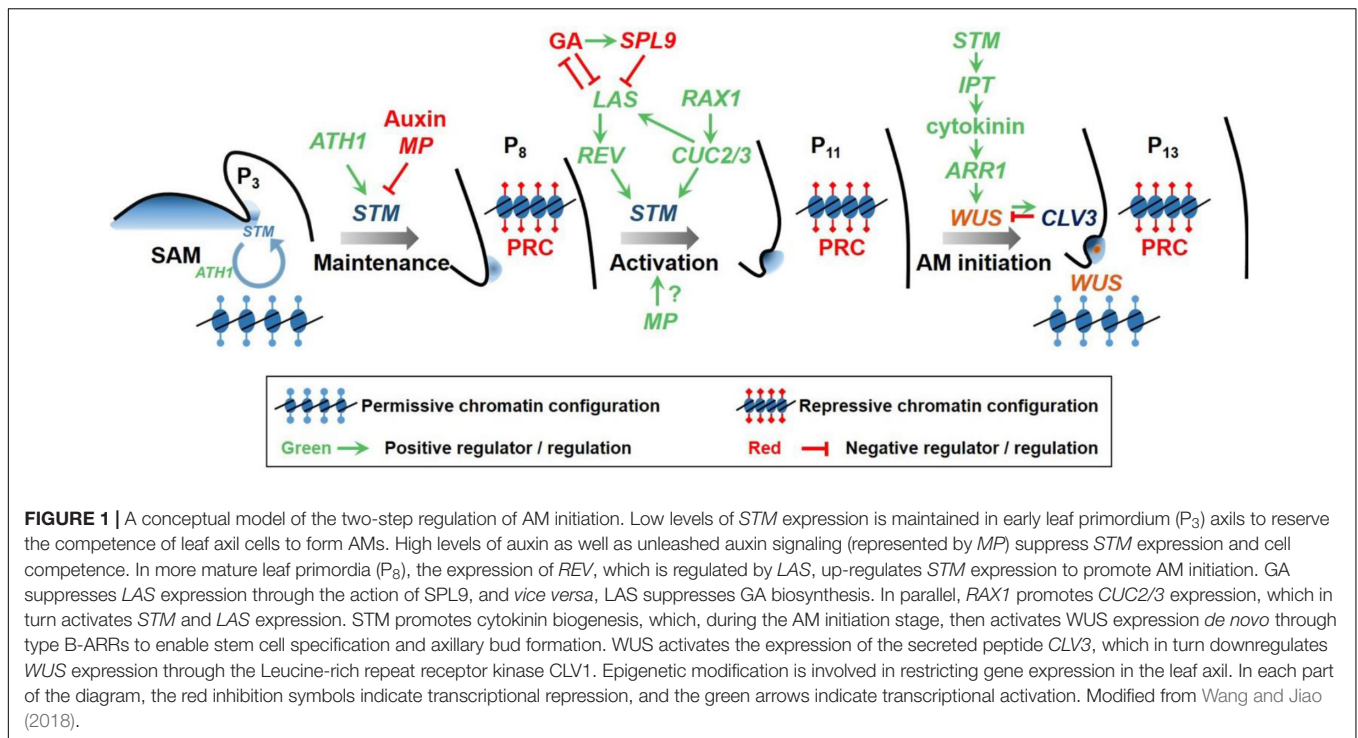 GA SPL9
LAS RAX1
REV CUC2/3
STM
MP
?
Activation
ATH1 Auxin
MP
STM
Maintenance
P3
STM
SAM
ATH1
P8
PRC
P11
PRC
STM
IPT
cytokinin
ARR1
WUS CLV3
AM initiation
WUS
P13
PRC
Permissive chromatin configuration Repressive chromatin configuration
Green Positive regulator / regulation Red Negative regulator / regulation
FIGURE 1 | A conceptual model of the two-step regulation of AM initiation. Low levels of STM expression is maintained in early leaf primordium (P3) axils to reserve
the competence of leaf axil cells to form AMs. High levels of auxin as well as unleashed auxin signaling (represented by MP) suppress STM expression and cell
competence. In more mature leaf primordia (P8), the expression of REV, which is regulated by LAS, up-regulates STM expression to promote AM initiation. GA
suppresses LAS expression through the action of SPL9, and vice versa, LAS suppresses GA biosynthesis. In parallel, RAX1 promotes CUC2/3 expression, which in
turn activates STM and LAS expression. STM promotes cytokinin biogenesis, which, during the AM initiation stage, then activates WUS expression de novo through
type B-ARRs to enable stem cell specification and axillary bud formation. WUS activates the expression of the secreted peptide CLV3, which in turn downregulates
WUS expression through the Leucine-rich repeat receptor kinase CLV1. Epigenetic modification is involved in restricting gene expression in the leaf axil. In each part
of the diagram, the red inhibition symbols indicate transcriptional repression, and the green arrows indicate transcriptional activation. Modified from Wang and Jiao
(2018).